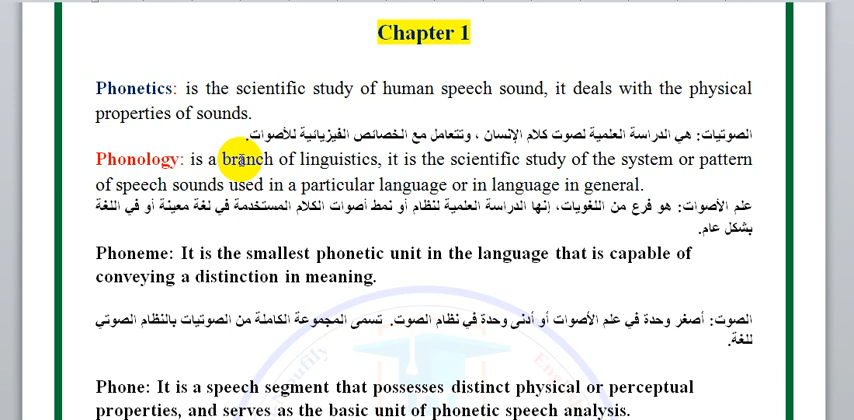 Chapter 1
Phonetics: is the scientific study of human speech sound, it deals with the physical
properties of sounds.
الصوتيات: هي الدراسة العلمية لصوت كلام الإنسان ، وتتعامل مع الخصائص الفيزيائية للأصوات.
Phonology: is a branch of linguistics, it is the scientific study of the system or pattern
of speech sounds used in a particular language or in language in general.
علم الأصوات: هو فرع من اللغويات، إنها الدراسة العلمية لنظام أو نمط أصوات الكلام المستخدمة في لغة معينة أو في اللغة
بشكل عام.
Phoneme: It is the smallest phonetic unit in the language that is capable of
conveying a distinction in meaning.
الصوت: أصغر وحدة في علم الأصوات أو أدنى وحدة في نظام الصوت. تسمى المجموعة الكاملة من الصوتيات بالنظام الصوتي
للغة.
Phone: It is a speech segment that possesses distinct physical or perceptual
properties, and serves as the basic unit of phonetic speech analysis.